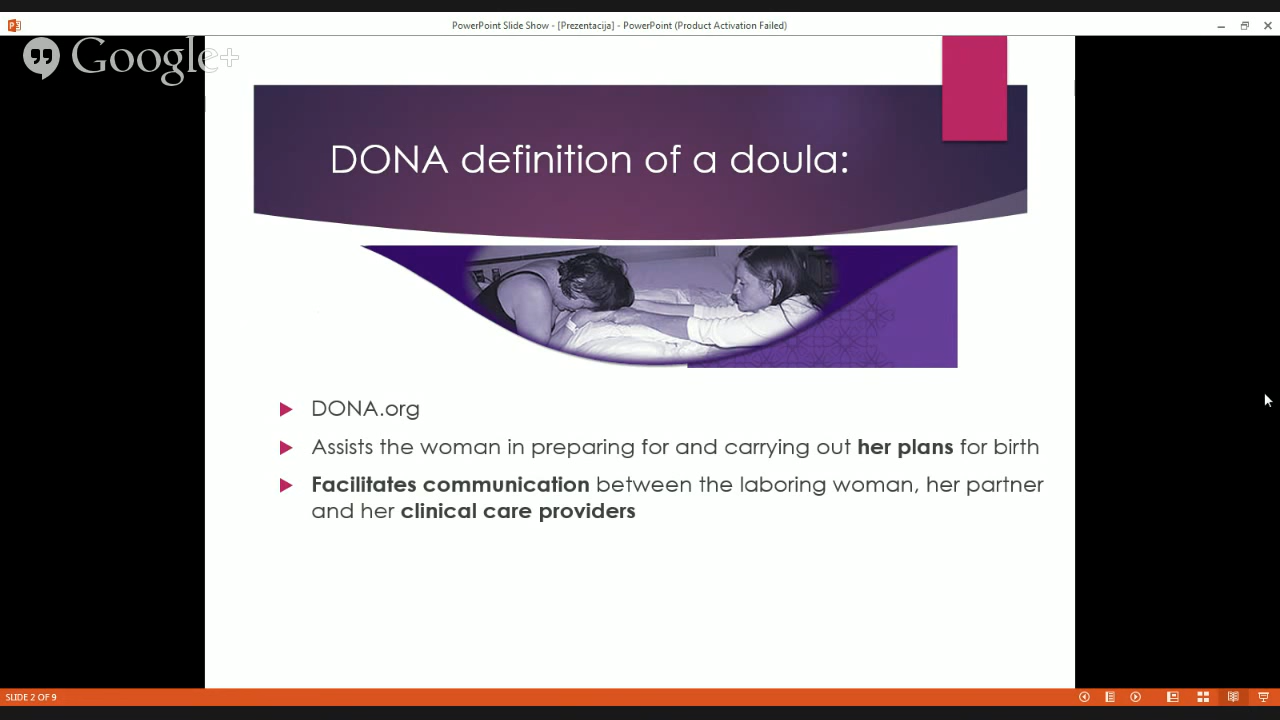 PowerPoint Slide Show - [Prezentacija] - PowerPoint (Product Activation Failed)
Google+
DONA definition of a doula:
DONA.org
Assists the woman in preparing for and carrying out her plans for birth
Facilitates communication between the laboring woman, her partner
and her clinical care providers
SLIDE 2 OF 9